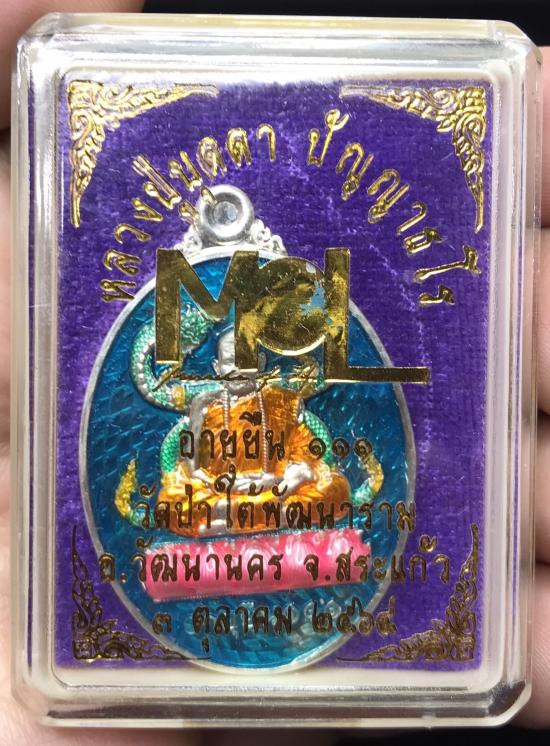 หลวงปู่บุดดา ปัญญาธโร
MOL
อายุยืน ๑๑๑
วัดป่าใต้พัฒนาราม
อ.วัฒนานคร จ.สระแก้ว
๓ ตุลาคม ๒๕๖๔